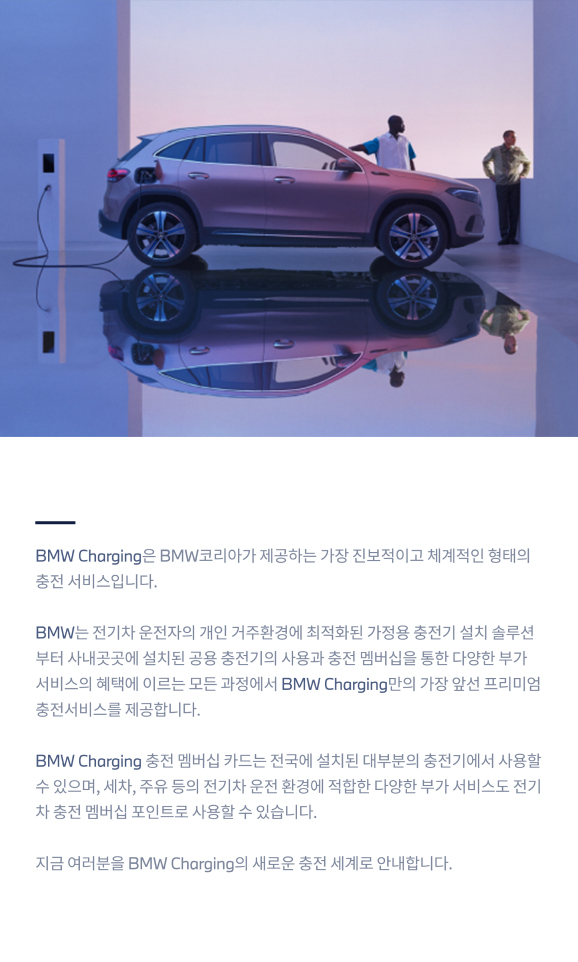 BMW Charging은 BMW코리아가 제공하는 가장 진보적이고 체계적인 형태의
충전 서비스입니다.
BMW는 전기차 운전자의 개인 거주환경에 최적화된 가정용 충전기 설치 솔루션
부터 사내곳곳에 설치된 공용 충전기의 사용과 충전 멤버십을 통한 다양한 부가
서비스의 혜택에 이르는 모든 과정에서 BMW Charging만의 가장 앞선 프리미엄
충전서비스를 제공합니다.
BMW Charging 충전 멤버십 카드는 전국에 설치된 대부분의 충전기에서 사용할
수 있으며, 세차, 주유 등의 전기차 운전 환경에 적합한 다양한 부가 서비스도 전기
차 충전 멤버십 포인트로 사용할 수 있습니다.
지금 여러분을 BMW Charging의 새로운 충전 세계로 안내합니다.